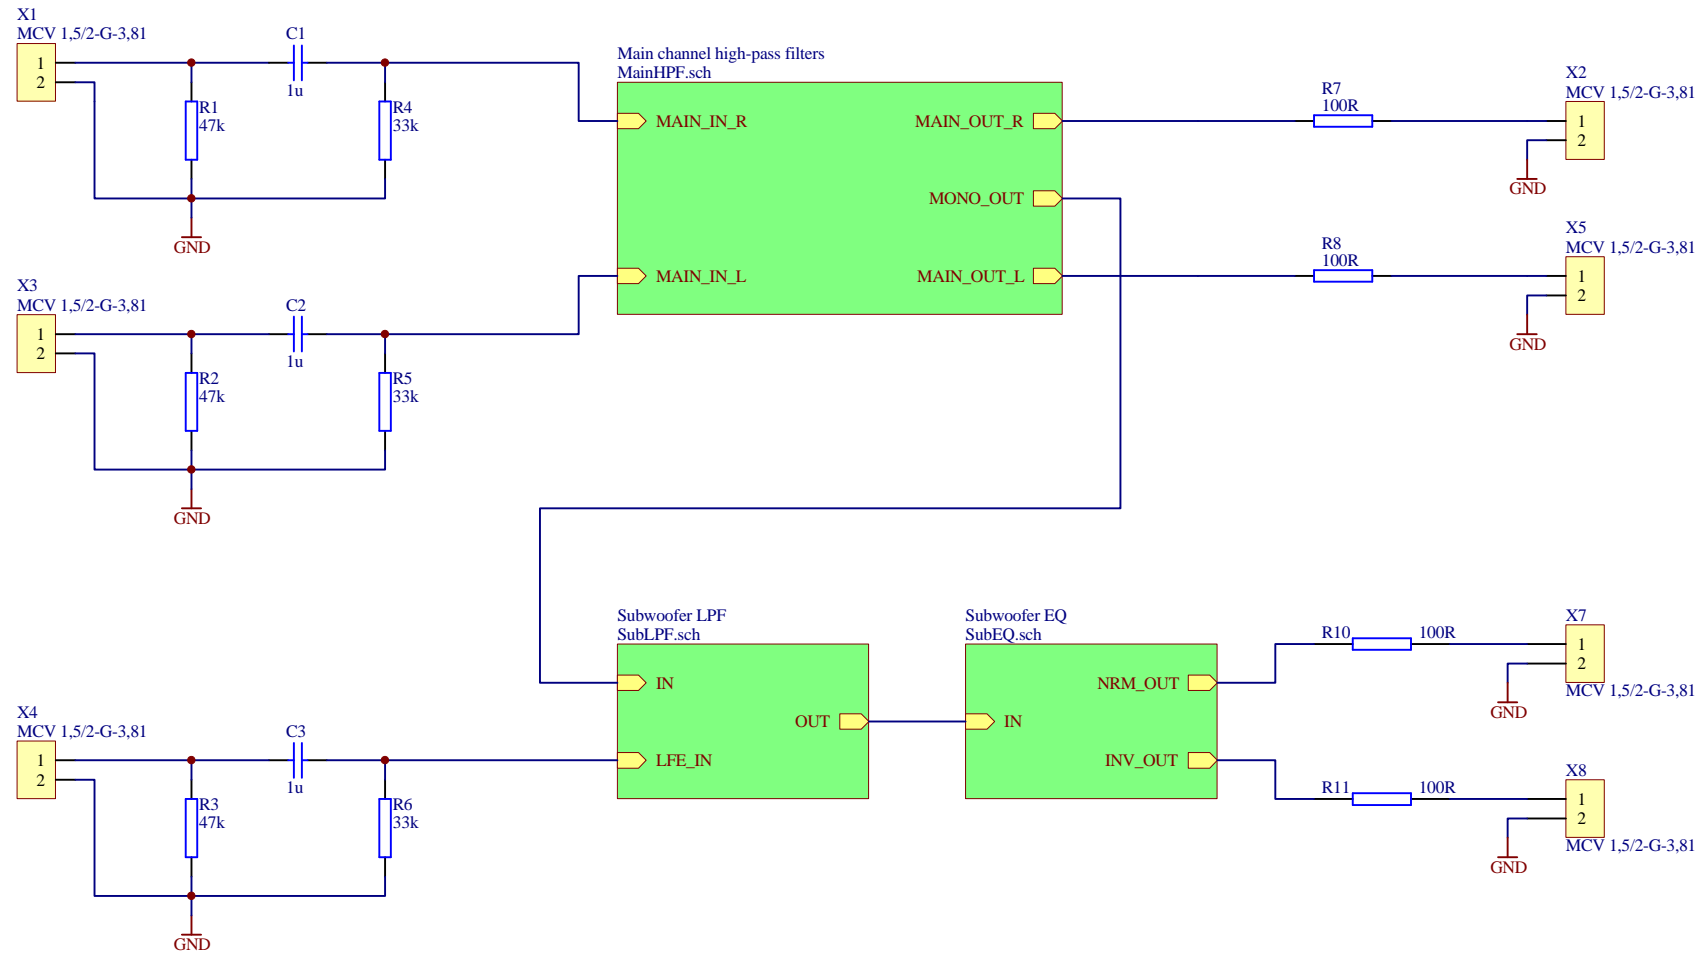 X1
MCV 1,5/2-G-3,81
1
2
C1
1u
R1
47k
R4
33k
GND
Main channel high-pass filters
MainHPF.sch
MAIN_IN_R
MAIN_OUT_R
MONO_OUT
MAIN_IN_L
MAIN_OUT_L
R7
100R
X2
MCV 1,5/2-G-3,81
1
2
GND
R8
100R
X5
MCV 1,5/2-G-3,81
1
2
GND
X3
MCV 1,5/2-G-3,81
1
2
C2
1u
R2
47k
R5
33k
GND
Subwoofer LPF
SubLPF.sch
IN
OUT
LFE_IN
Subwoofer EQ
SubEQ.sch
NRM_OUT
IN
INV_OUT
R10 100R
X7
1
2
MCV 1,5/2-G-3,81
GND
R11 100R
X8
1
2
MCV 1,5/2-G-3,81
GND
X4
MCV 1,5/2-G-3,81
1
2
C3
1u
R3
47k
R6
33k
GND